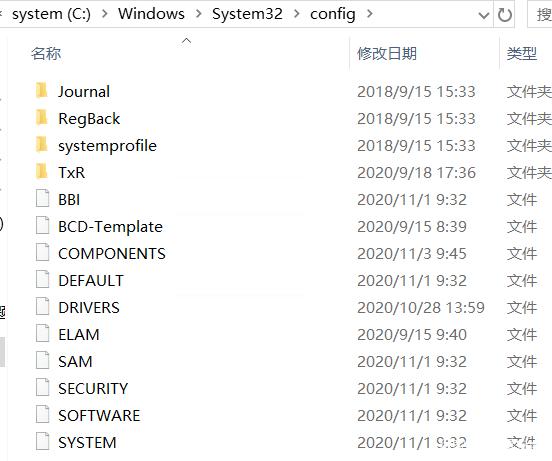 system (C:) > Windows > System32 > config >
搜
名称 修改日期 类型
Journal 2018/9/15 15:33 文件夹
RegBack 2018/9/15 15:33 文件夹
systemprofile 2018/9/15 15:33 文件夹
TxR 2020/9/18 17:36 文件夹
BBI 2020/11/1 9:32 文件
BCD-Template 2020/9/15 8:39 文件
COMPONENTS 2020/11/3 9:45 文件
DEFAULT 2020/11/1 9:32 文件
DRIVERS 2020/10/28 13:59 文件
ELAM 2020/9/15 9:40 文件
SAM 2020/11/1 9:32 文件
SECURITY 2020/11/1 9:32 文件
SOFTWARE 2020/11/1 9:32 文件
SYSTEM 2020/11/1 9:32 文件